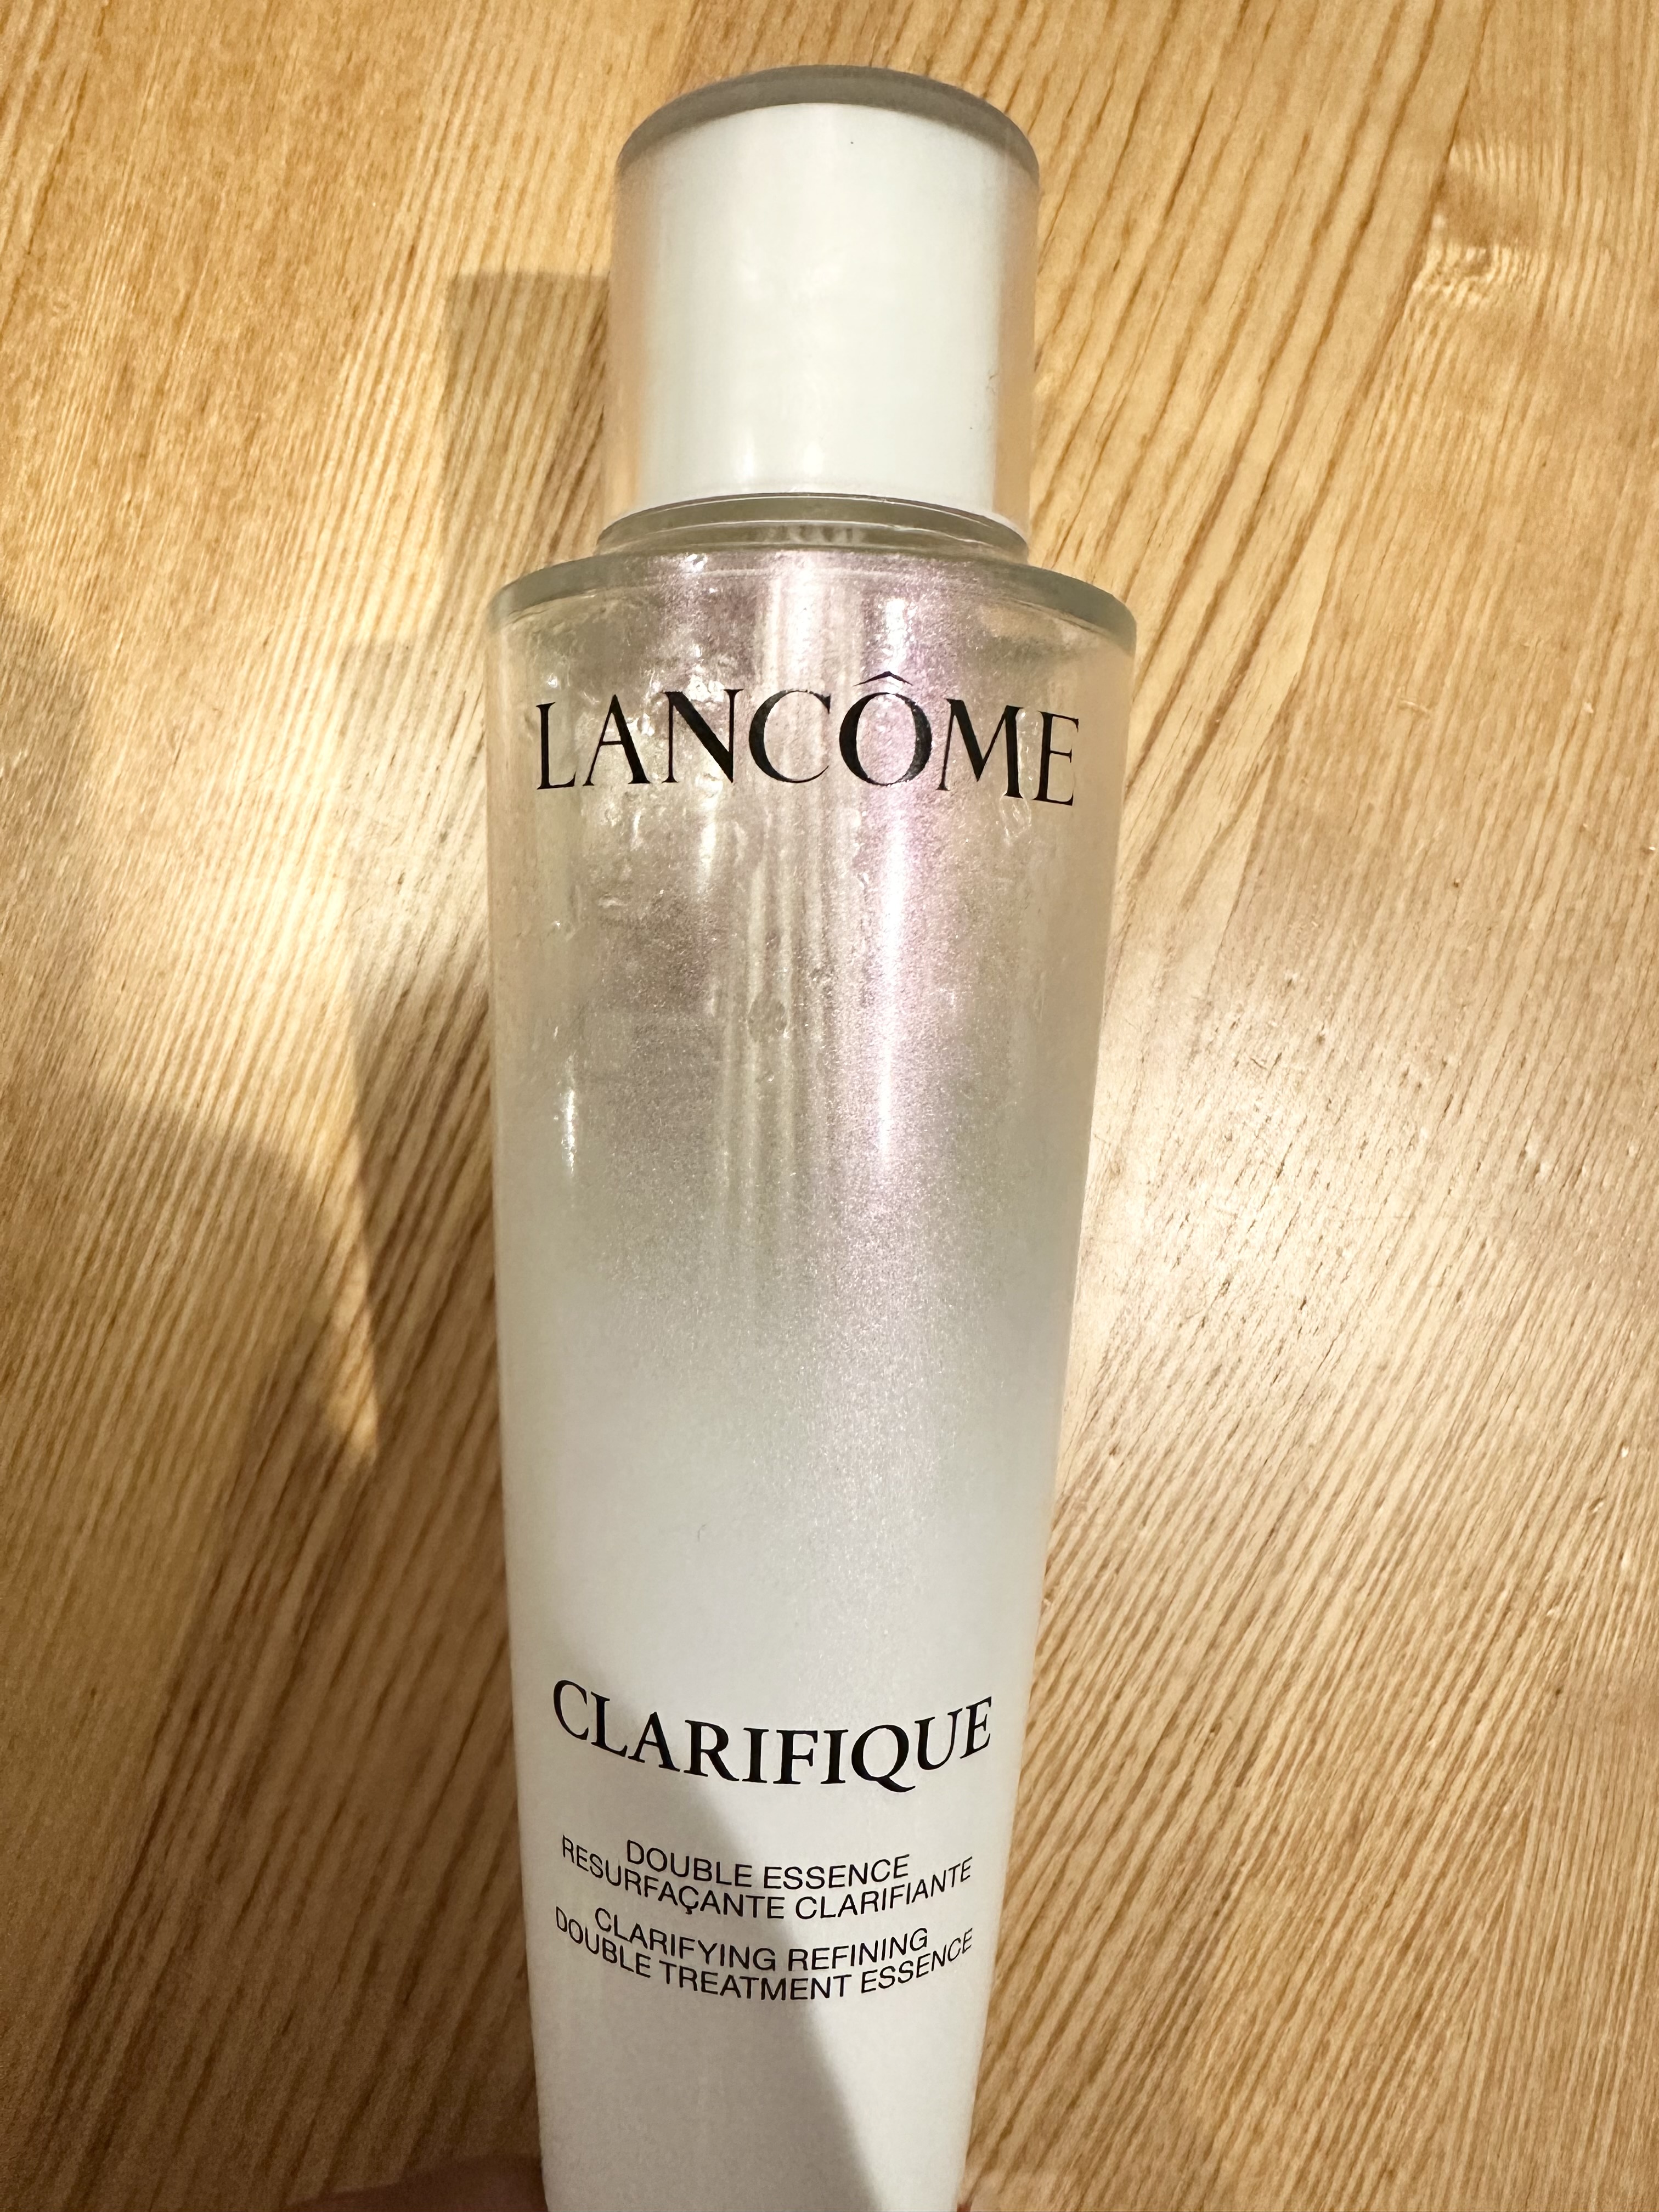 LANCÔME
CLARIFIQUE
DOUBLE ESSENCE
RESURFAÇANTE CLARIFIANTE
CLARIFYING REFINING
DOUBLE TREATMENT ESSENCE